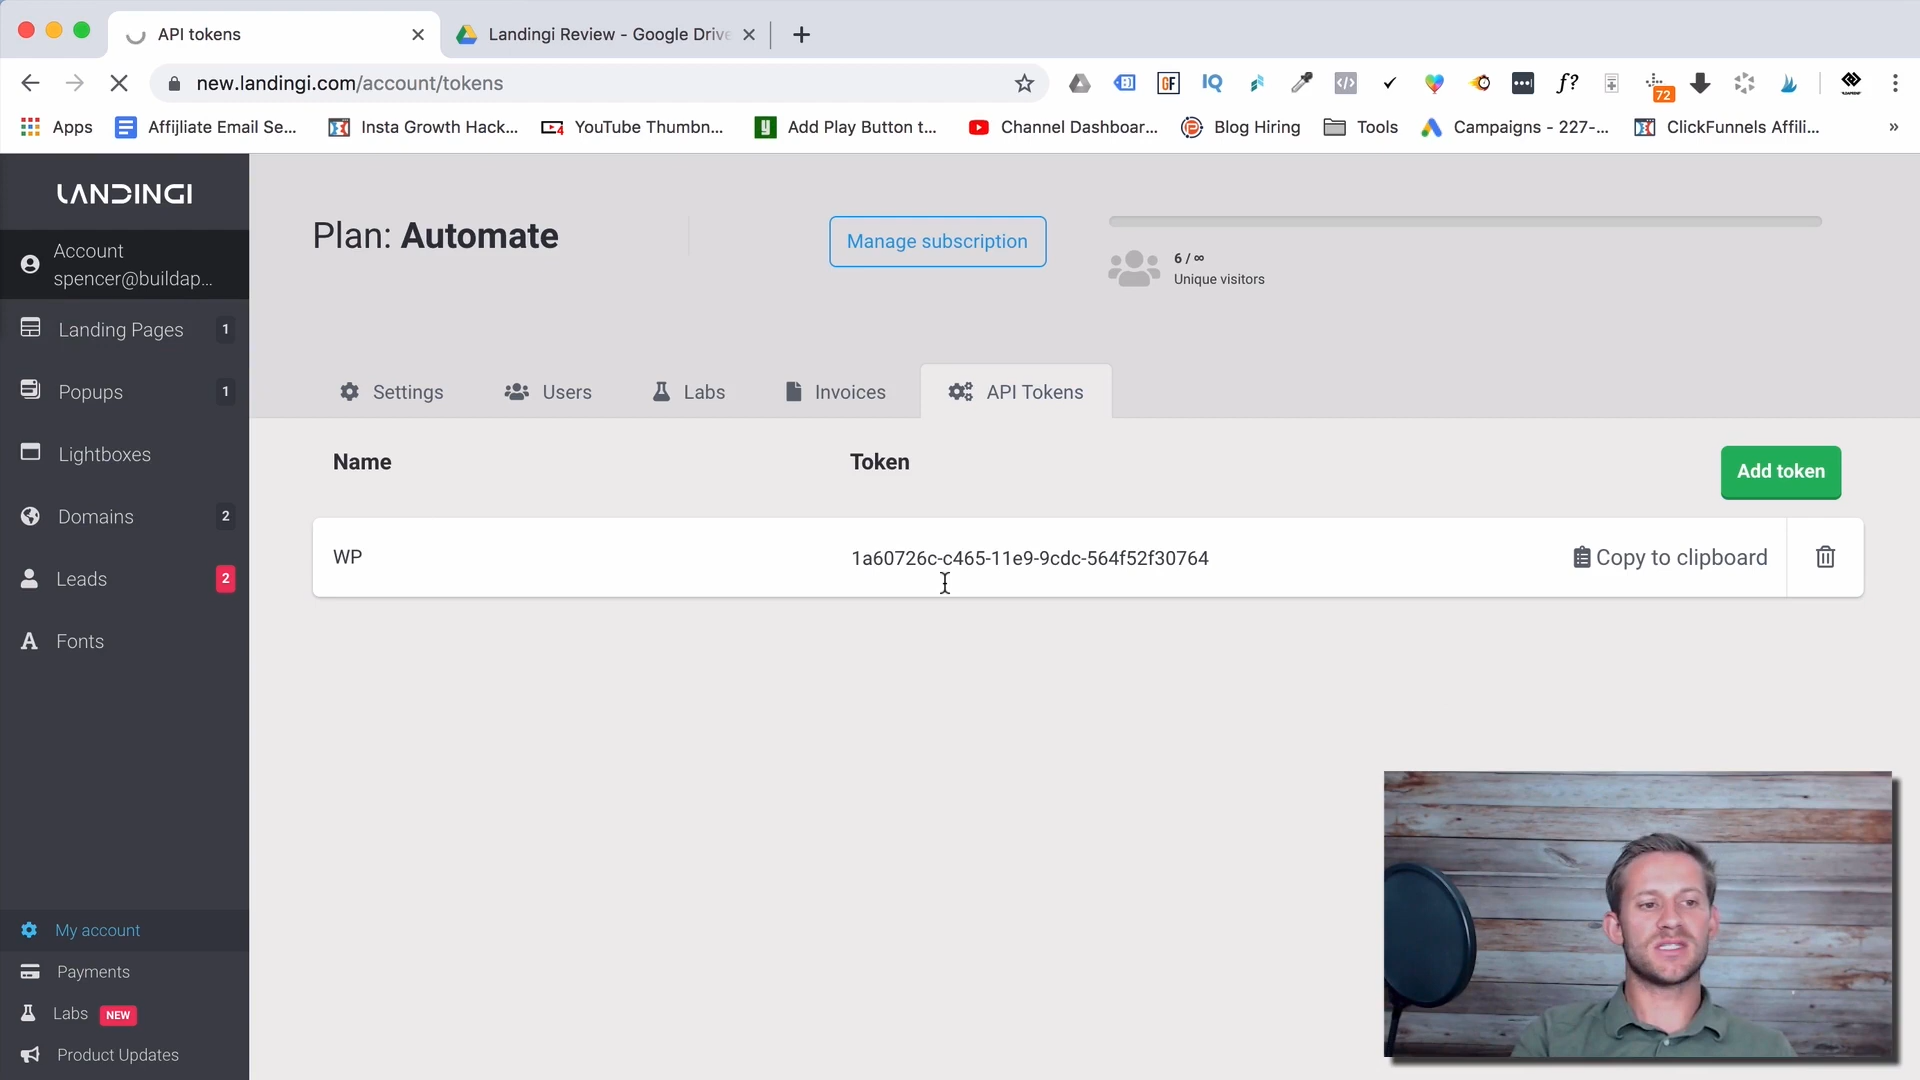 API tokens
Landingi Review - Google Drive
new.landingi.com/account/tokens
GF
IQ
f?
72
Apps
Affijliate Email Se...
Insta Growth Hack...
YouTube Thumbn...
Add Play Button t...
Channel Dashboar...
Blog Hiring
Tools
Campaigns - 227-...
ClickFunnels Affili...
»
LANDINGI
Account
spencer@buildap...
Landing Pages 1
Popups 1
Lightboxes
Domains 2
Leads 2
Fonts
My account
Payments
Labs NEW
Product Updates
Plan: Automate
Manage subscription
6 / ∞
Unique visitors
Settings
Users
Labs
Invoices
API Tokens
Name
Token
Add token
WP
1a60726c-c465-11e9-9cdc-564f52f30764
Copy to clipboard